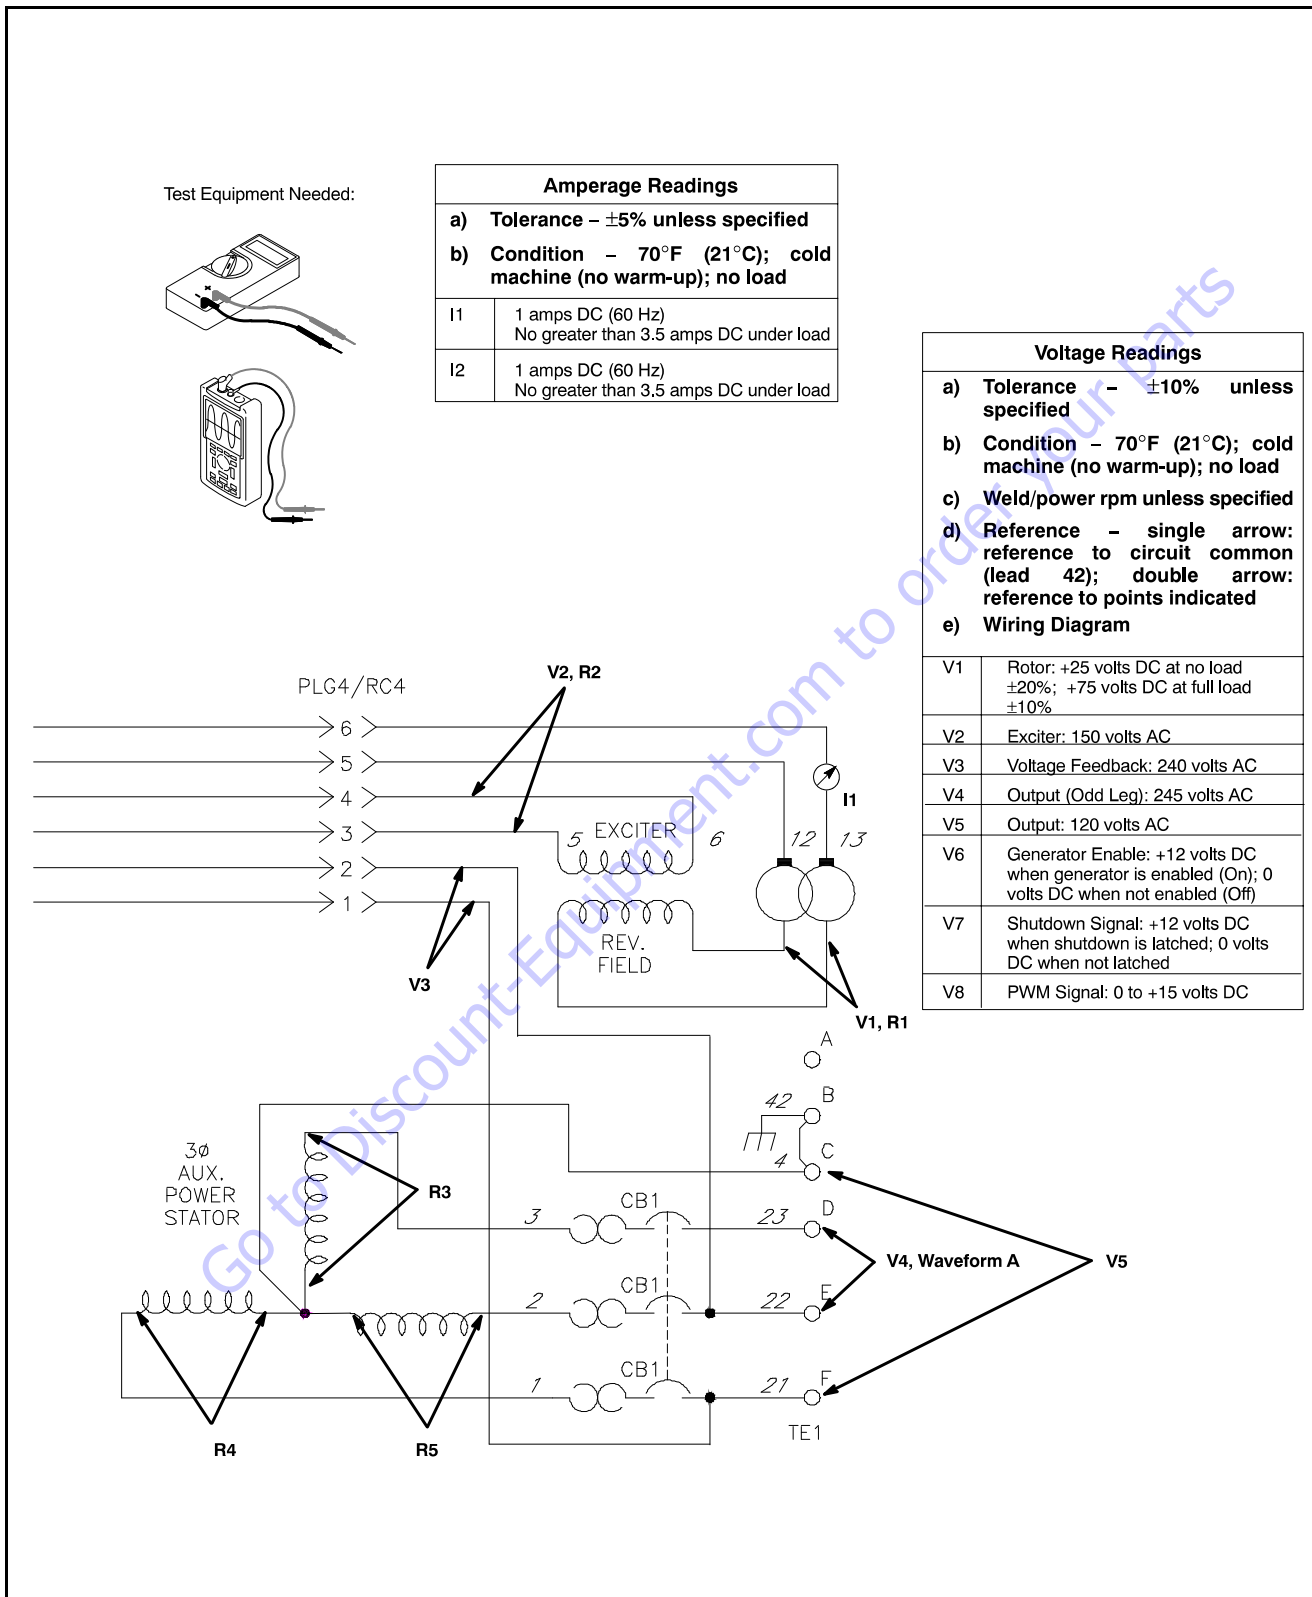 Test Equipment Needed:
Amperage Readings
a) Tolerance – ±5% unless specified
b) Condition – 70°F (21°C); cold
machine (no warm-up); no load
I1 1 amps DC (60 Hz)
No greater than 3.5 amps DC under load
I2 1 amps DC (60 Hz)
No greater than 3.5 amps DC under load
Voltage Readings
a) Tolerance – ±10% unless
specified
b) Condition – 70°F (21°C); cold
machine (no warm-up); no load
c) Weld/power rpm unless specified
d) Reference – single arrow:
reference to circuit common
(lead 42); double arrow:
reference to points indicated
e) Wiring Diagram
V1 Rotor: +25 volts DC at no load
±20%; +75 volts DC at full load
±10%
V2 Exciter: 150 volts AC
V3 Voltage Feedback: 240 volts AC
V4 Output (Odd Leg): 245 volts AC
V5 Output: 120 volts AC
V6 Generator Enable: +12 volts DC
when generator is enabled (On); 0
volts DC when not enabled (Off)
V7 Shutdown Signal: +12 volts DC
when shutdown is latched; 0 volts
DC when not latched
V8 PWM Signal: 0 to +15 volts DC
PLG4/RC4
V2, R2
6
5
4
3
2
1
I1
5 EXCITER 6
12 13
REV.
FIELD
V3
V1, R1
A
42 B
4 C
3Ø
AUX.
POWER
STATOR
R3
3 CB1 23 D
V4, Waveform A
V5
2 CB1 22 E
1 CB1 21 F
TE1
R4
R5
Go to Discount-Equipment.com to order your parts